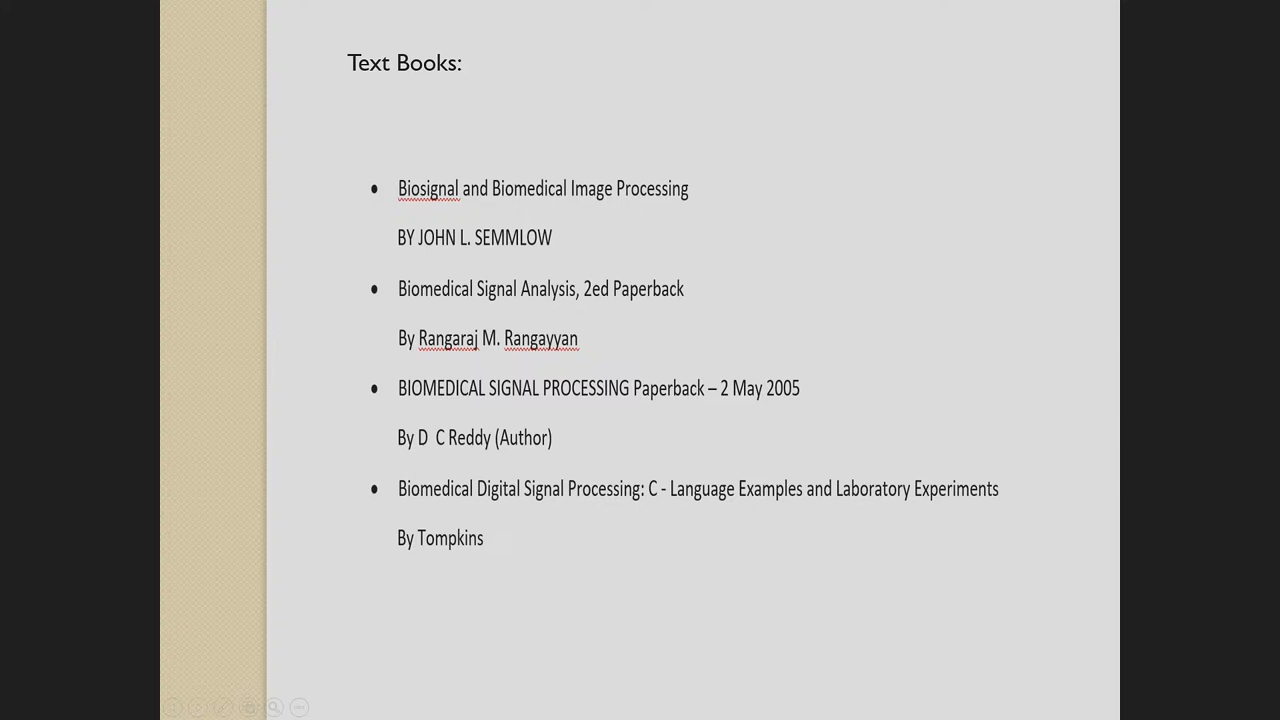 Text Books:
Biosignal and Biomedical Image Processing
BY JOHN L. SEMMLOW
Biomedical Signal Analysis, 2ed Paperback
By Rangaraj M. Rangayyan
BIOMEDICAL SIGNAL PROCESSING Paperback – 2 May 2005
By D  C Reddy (Author)
Biomedical Digital Signal Processing: C - Language Examples and Laboratory Experiments
By Tompkins